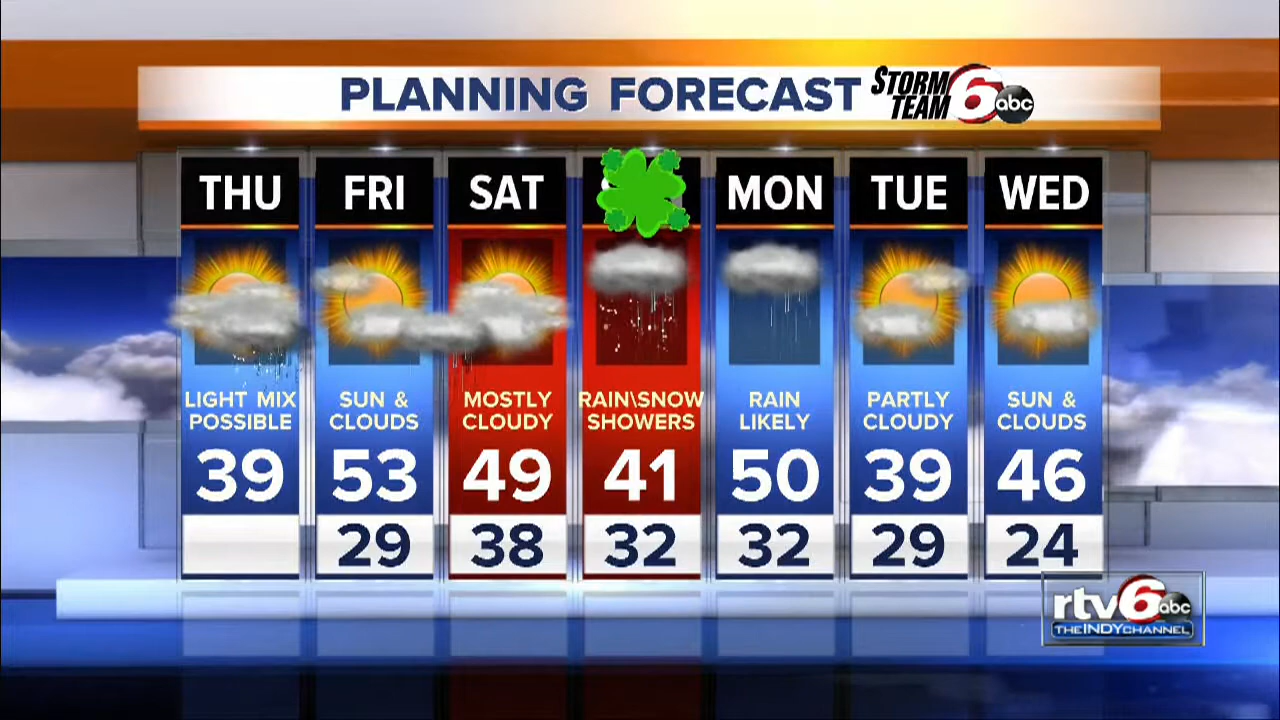 PLANNING FORECAST STORM TEAM 6 abc
THU FRI SAT MON TUE WED
LIGHT MIX POSSIBLE
SUN & CLOUDS
MOSTLY CLOUDY
RAIN\SNOW SHOWERS
RAIN LIKELY
PARTLY CLOUDY
SUN & CLOUDS
39 53 49 41 50 39 46
29 38 32 32 29 24
rtv6 abc
THE INDY CHANNEL